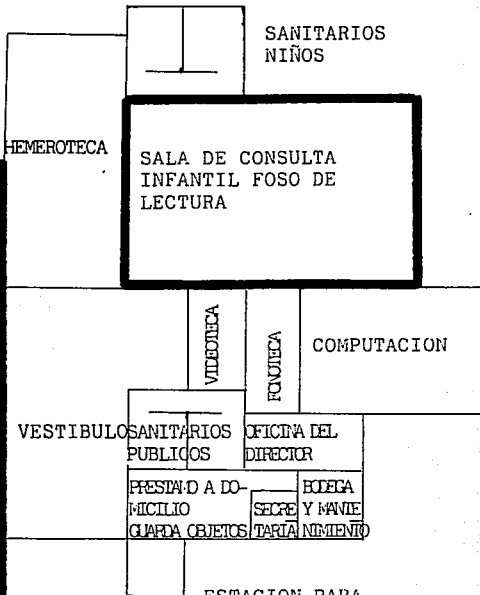 SANITARIOS
NIÑOS
HEMEROTECA
SALA DE CONSULTA
INFANTIL FOSO DE
LECTURA
VIDEOTECA
FONOTECA
COMPUTACION
VESTIBULO
SANITARIOS
PUBLICOS
OFICINA DEL
DIRECTOR
PRESTAMO A DO-
MICILIO
GUARDA OBJETOS
SECRE
TARIA
BODEGA
Y MANTE
NIMIENTO
ESTACION PARA